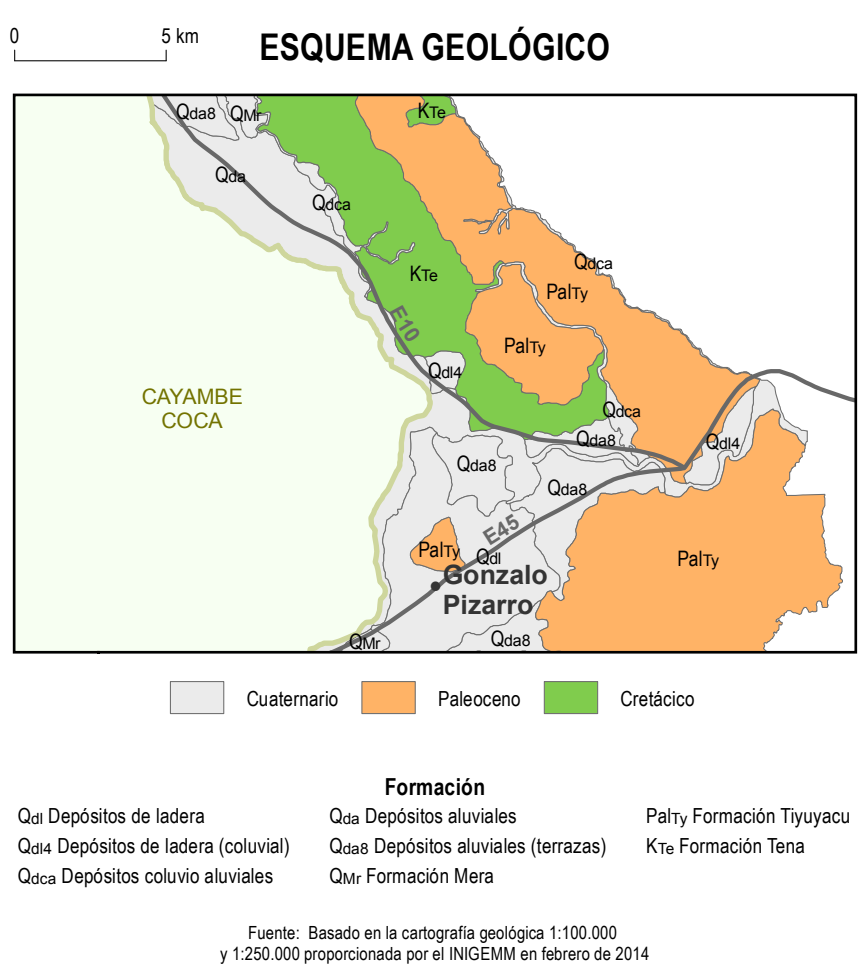 0 5 km
ESQUEMA GEOLÓGICO
Qda8
QMr
KTe
Qda
Qdca
Qdca
KTe
PalTy
E10
PalTy
Qdl4
CAYAMBE
COCA
Qdca
Qda8
Qdl4
Qda8
Qda8
E45
PalTy
Qdl
PalTy
Gonzalo
Pizarro
QMr
Qda8
Cuaternario Paleoceno Cretácico
Formación
Qdl Depósitos de ladera
Qdl4 Depósitos de ladera (coluvial)
Qdca Depósitos coluvio aluviales
Qda Depósitos aluviales
Qda8 Depósitos aluviales (terrazas)
QMr Formación Mera
PalTy Formación Tiyuyacu
KTe Formación Tena
Fuente: Basado en la cartografía geológica 1:100.000
y 1:250.000 proporcionada por el INIGEMM en febrero de 2014